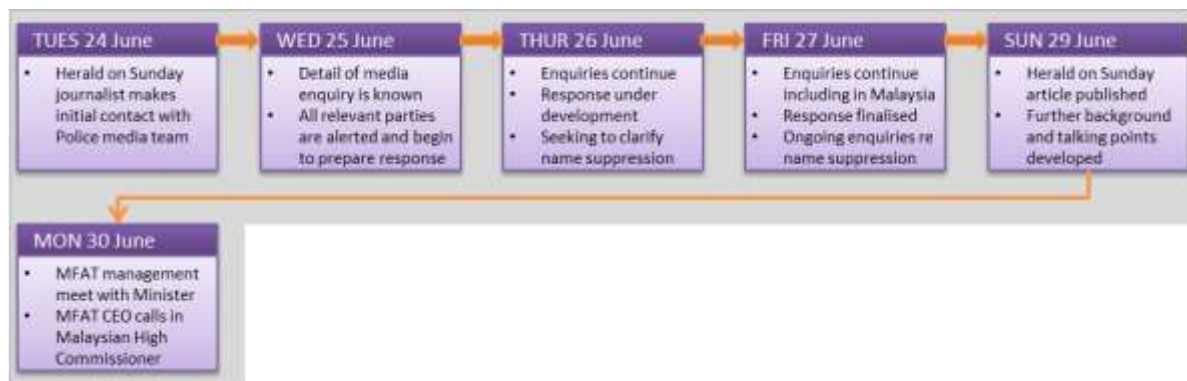 TUES 24 June
• Herald on Sunday
journalist makes
initial contact with
Police media team
WED 25 June
• Detail of media
enquiry is known
• All relevant parties
are alerted and begin
to prepare response
THUR 26 June
• Enquiries continue
• Response under
development
• Seeking to clarify
name suppression
FRI 27 June
• Enquiries continue
including in Malaysia
• Response finalised
• Ongoing enquiries re
name suppression
SUN 29 June
• Herald on Sunday
article published
• Further background
and talking points
developed
MON 30 June
• MFAT management
meet with Minister
• MFAT CEO calls in
Malaysian High
Commissioner